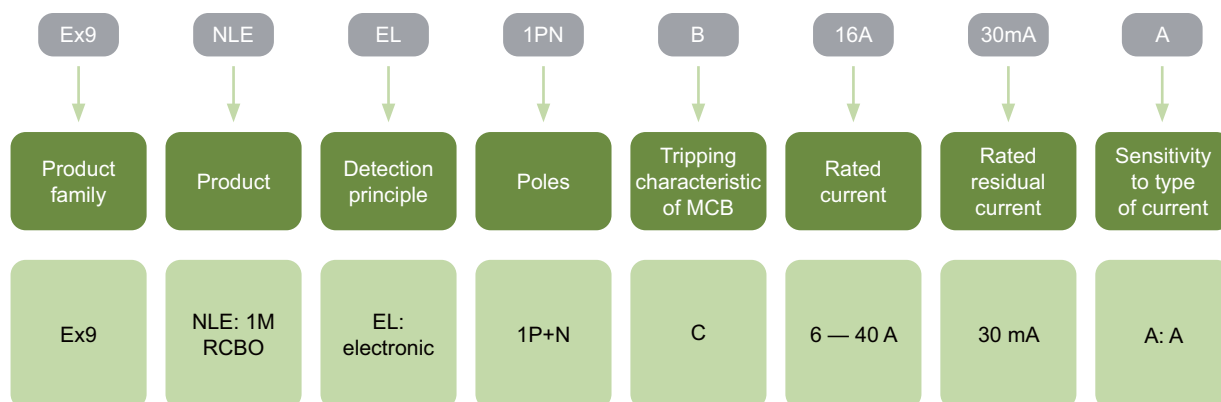 Ex9 NLE EL 1PN B 16A 30mA A
Product
family
Product
Detection
principle
Poles
Tripping
characteristic
of MCB
Rated
current
Rated
residual
current
Sensitivity
to type
of current
Ex9
NLE: 1M
RCBO
EL:
electronic
1P+N
C
6 — 40 A
30 mA
A: A